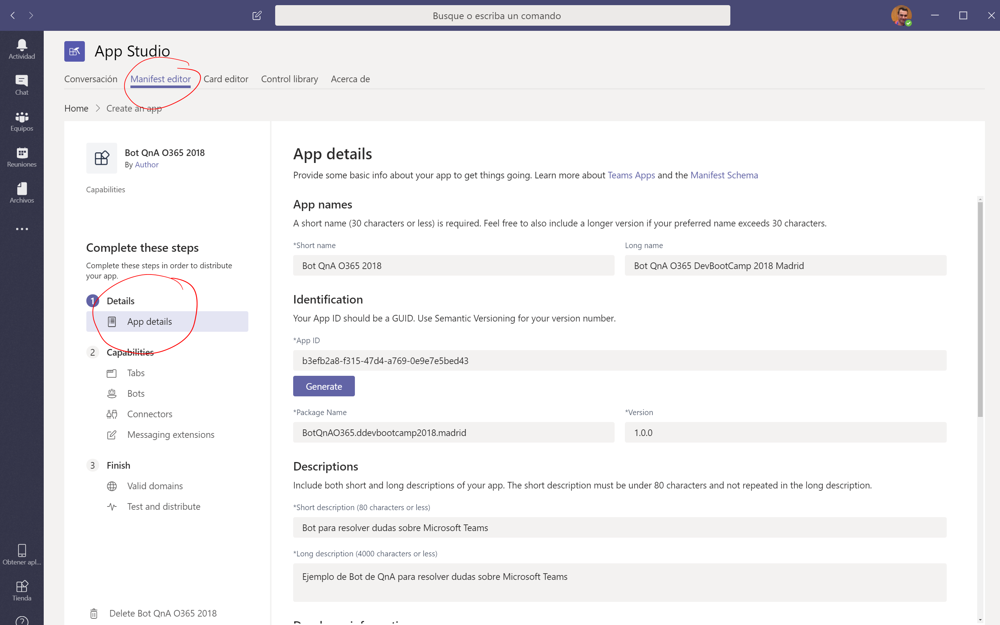 Busque o escriba un comando
Actividad
Chat
Equipos
Reuniones
Archivos
Obtener apl...
Tienda
App Studio
Conversación Manifest editor Card editor Control library Acerca de
Home > Create an app
Bot QnA O365 2018
By Author
Capabilities
Complete these steps
Complete these steps in order to distribute
your app.
1 Details
App details
2 Capabilities
Tabs
Bots
Connectors
Messaging extensions
3 Finish
Valid domains
Test and distribute
Delete Bot QnA O365 2018
App details
Provide some basic info about your app to get things going. Learn more about Teams Apps and the Manifest Schema
App names
A short name (30 characters or less) is required. Feel free to also include a longer version if your preferred name exceeds 30 characters.
*Short name Long name
Bot QnA O365 2018 Bot QnA O365 DevBootCamp 2018 Madrid
Identification
Your App ID should be a GUID. Use Semantic Versioning for your version number.
*App ID
b3efb2a8-f315-47d4-a769-0e9e7e5bed43
Generate
*Package Name *Version
BotQnAO365.ddevbootcamp2018.madrid 1.0.0
Descriptions
Include both short and long descriptions of your app. The short description must be under 80 characters and not repeated in the long description.
*Short description (80 characters or less)
Bot para resolver dudas sobre Microsoft Teams
*Long description (4000 characters or less)
Ejemplo de Bot de QnA para resolver dudas sobre Microsoft Teams